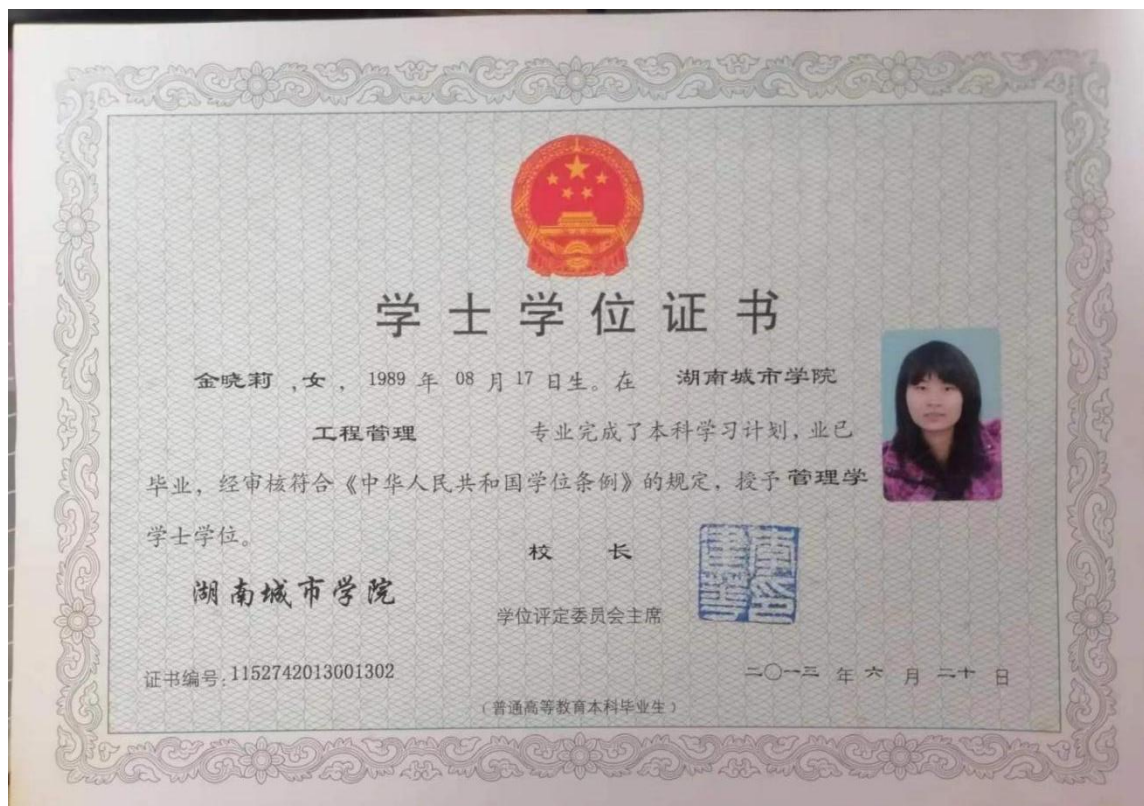 学士学位证书
金晓莉 ,女, 1989 年 08 月 17 日生。在 湖南城市学院
工程管理 专业完成了本科学习计划,业已
毕业,经审核符合《中华人民共和国学位条例》的规定,授予 管理学
学士学位。
校 长
湖南城市学院
学位评定委员会主席
证书编号:1152742013001302
二〇一三 年 六 月 二十 日
(普通高等教育本科毕业生)